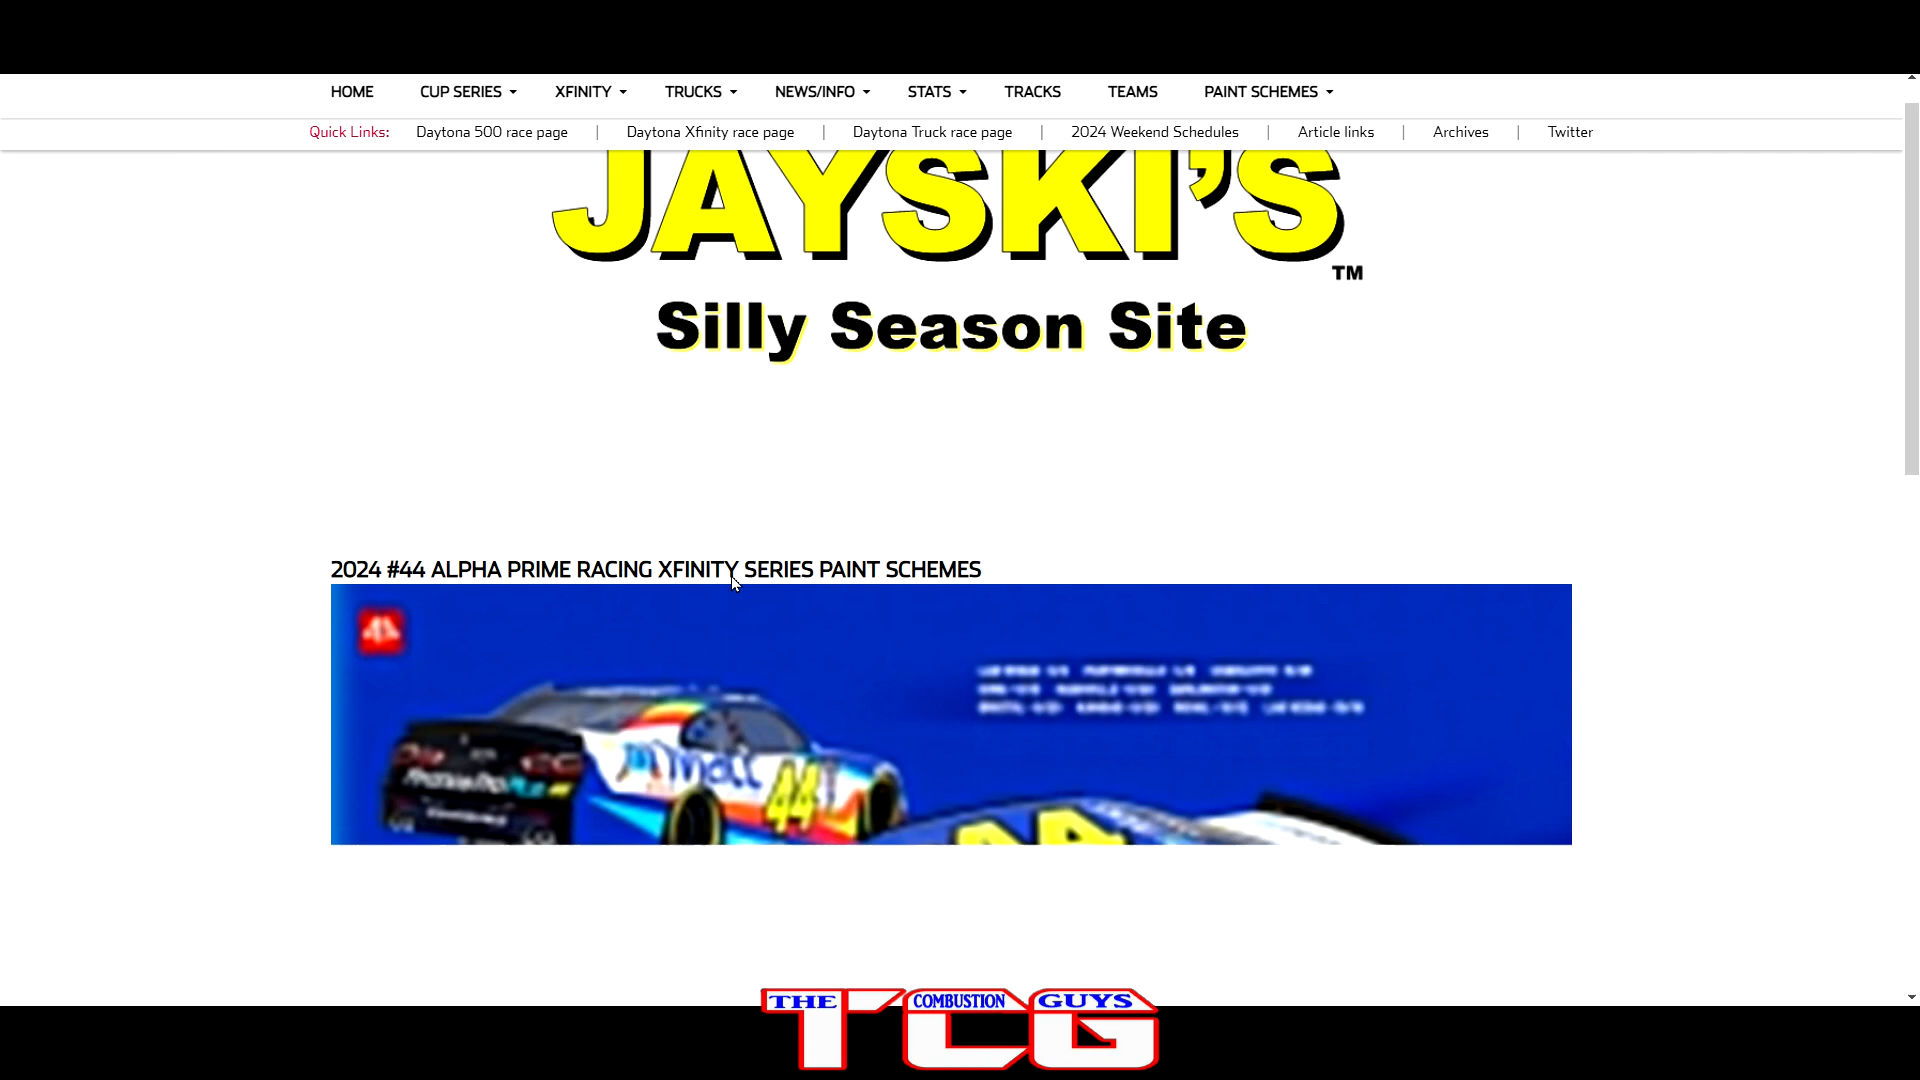 HOME CUP SERIES XFINITY TRUCKS NEWS/INFO STATS TRACKS TEAMS PAINT SCHEMES
Quick Links: Daytona 500 race page | Daytona Xfinity race page | Daytona Truck race page | 2024 Weekend Schedules | Article links | Archives | Twitter
JAYSKI'S
TM
Silly Season Site
2024 #44 ALPHA PRIME RACING XFINITY SERIES PAINT SCHEMES
44
44
THE COMBUSTION GUYS
TCG